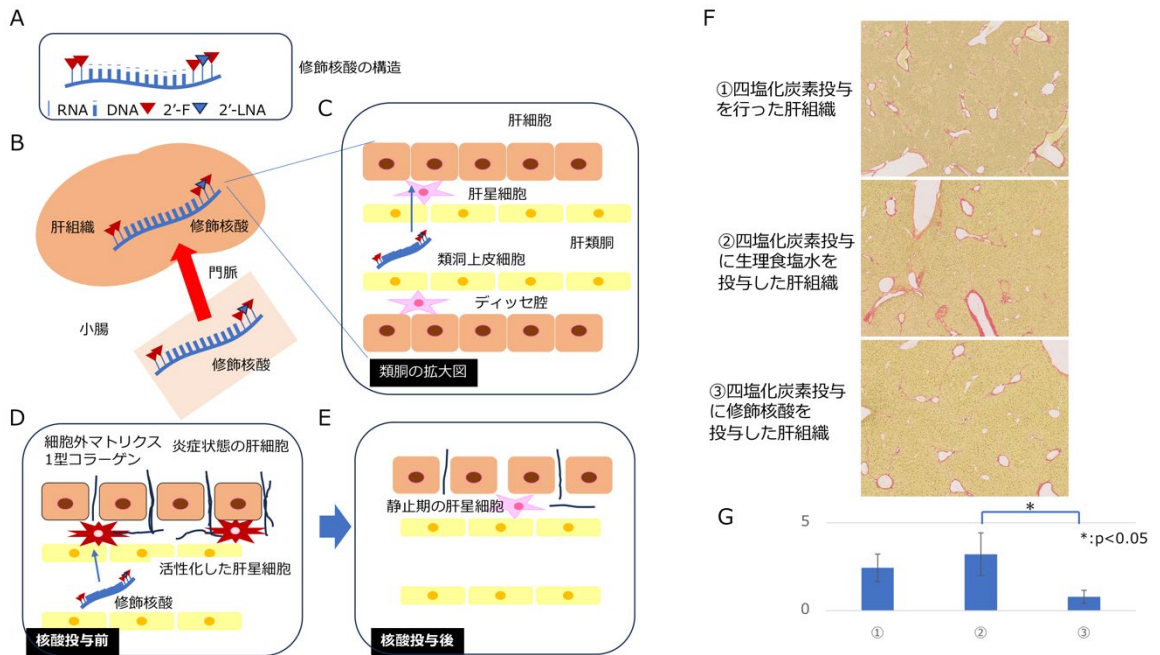 A
修飾核酸の構造
RNA DNA 2'-F 2'-LNA
B
肝組織
修飾核酸
門脈
小腸
修飾核酸
C
肝細胞
肝星細胞
肝類胴
類洞上皮細胞
ディッセ腔
類胴の拡大図
D
細胞外マトリクス
1型コラーゲン
炎症状態の肝細胞
活性化した肝星細胞
修飾核酸
核酸投与前
E
静止期の肝星細胞
核酸投与後
F
①四塩化炭素投与
を行った肝組織
②四塩化炭素投与
に生理食塩水を
投与した肝組織
③四塩化炭素投与
に修飾核酸を
投与した肝組織
G
5
*
*:p<0.05
0
① ② ③